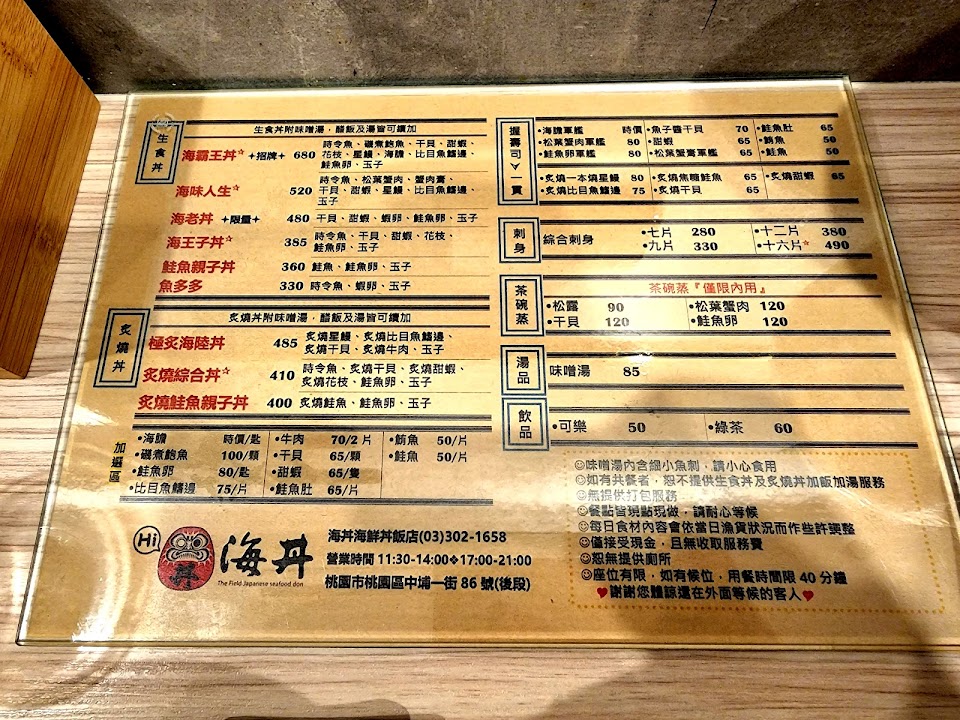 生食丼
生食丼附味噌湯，醋飯及湯皆可續加
海霸王丼☆ +招牌+ 680 時令魚、磯煮鮑魚、干貝、甜蝦、
花枝、星鰻、海膽、比目魚鰭邊、
鮭魚卵、玉子
海味人生☆ 520 時令魚、松葉蟹肉、蟹肉膏、
干貝、甜蝦、星鰻、比目魚鰭邊、
玉子
海老丼 +限量+ 480 干貝、甜蝦、蝦卵、鮭魚卵、玉子
海王子丼☆ 385 時令魚、干貝、甜蝦、花枝、
鮭魚卵、玉子
鮭魚親子丼 360 鮭魚、鮭魚卵、玉子
魚多多 330 時令魚、蝦卵、玉子
炙燒丼
炙燒丼附味噌湯，醋飯及湯皆可續加
極炙海陸丼 485 炙燒星鰻、炙燒比目魚鰭邊、
炙燒干貝、炙燒牛肉、玉子
炙燒綜合丼☆ 410 時令魚、炙燒干貝、炙燒甜蝦、
炙燒花枝、鮭魚卵、玉子
炙燒鮭魚親子丼 400 炙燒鮭魚、鮭魚卵、玉子
加選區
•海膽 時價/匙 •牛肉 70/2片 •鮪魚 50/片
•磯煮鮑魚 100/顆 •干貝 65/顆 •鮭魚 50/片
•鮭魚卵 80/匙 •甜蝦 65/隻
•比目魚鰭邊 75/片 •鮭魚肚 65/片
Hi
丼
海丼
The Field Japanese seafood don
海丼海鮮丼飯店(03)302-1658
營業時間 11:30-14:00❖17:00-21:00
桃園市桃園區中埔一街 86 號(後段)
握壽司 一貫
•海膽軍艦 時價 •魚子醬干貝 70 •鮭魚肚 65
•松葉蟹肉軍艦 80 •甜蝦 65 •鮪魚 50
•鮭魚卵軍艦 80 •松葉蟹膏軍艦 65 •鮭魚 50
•炙燒一本燒星鰻 80 •炙燒焦糖鮭魚 65 •炙燒甜蝦 65
•炙燒比目魚鰭邊 75 •炙燒干貝 65
刺身
綜合刺身 •七片 280 •十二片 380
•九片 330 •十六片☆ 490
茶碗蒸
茶碗蒸『僅限內用』
•松露 90 •松葉蟹肉 120
•干貝 120 •鮭魚卵 120
湯品
味噌湯 85
飲品
•可樂 50 •綠茶 60
☺味噌湯內含細小魚刺，請小心食用
☺如有共餐者，恕不提供生食丼及炙燒丼加飯加湯服務
☺無提供打包服務
☺餐點皆現點現做，請耐心等候
☺每日食材內容會依當日漁貨狀況而作些許調整
☺僅接受現金，且無收取服務費
☺恕無提供廁所
☺座位有限，如有候位，用餐時間限 40 分鐘
♥謝謝您體諒還在外面等候的客人♥